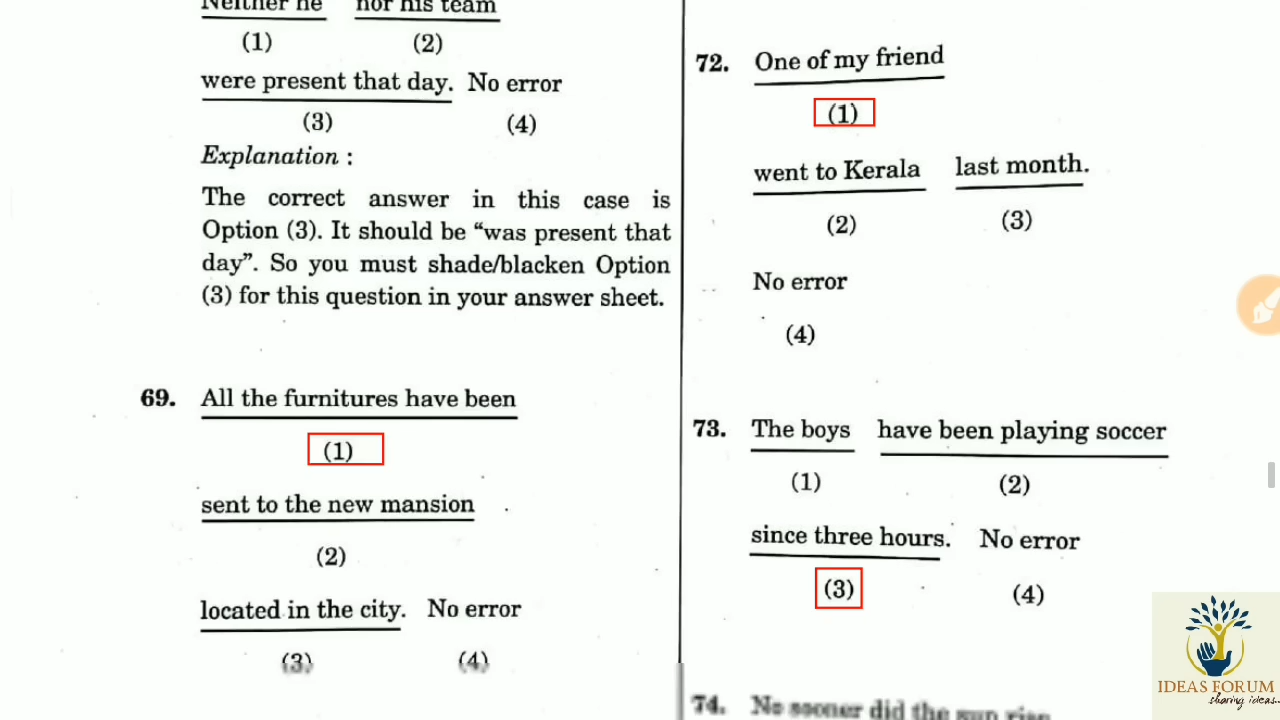 Neither he nor his team
(1) (2)
were present that day. No error
(3) (4)
Explanation :
The correct answer in this case is
Option (3). It should be “was present that
day”. So you must shade/blacken Option
(3) for this question in your answer sheet.
69. All the furnitures have been
(1)
sent to the new mansion
(2)
located in the city. No error
(3) (4)
72. One of my friend
(1)
went to Kerala last month.
(2) (3)
No error
(4)
73. The boys have been playing soccer
(1) (2)
since three hours. No error
(3) (4)
74. No sooner did the sun rise
IDEAS FORUM
sharing ideas...